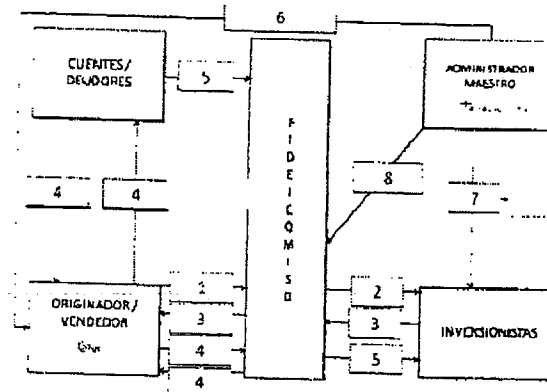 6
CUENTES/
DEUDORES
5
FIDEICOMISO
ADMINISTRADOR
MAESTRO
8
4
4
7
ORIGINADOR/
VENDEDOR
2
3
4
4
2
3
5
INVERSIONISTAS